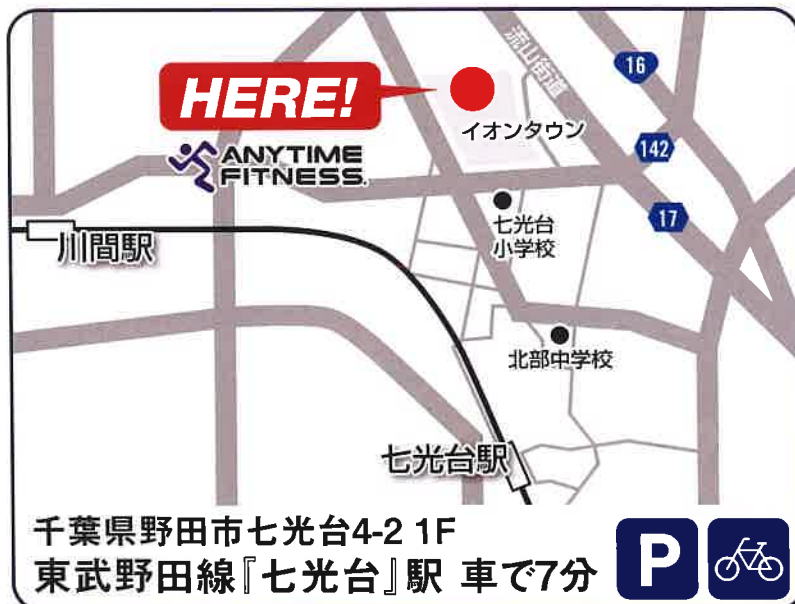 流山街道
16
HERE!
イオンタウン
142
ANYTIME
FITNESS.
17
七光台
小学校
川間駅
北部中学校
七光台駅
千葉県野田市七光台4-2 1F
東武野田線『七光台』駅 車で7分
P